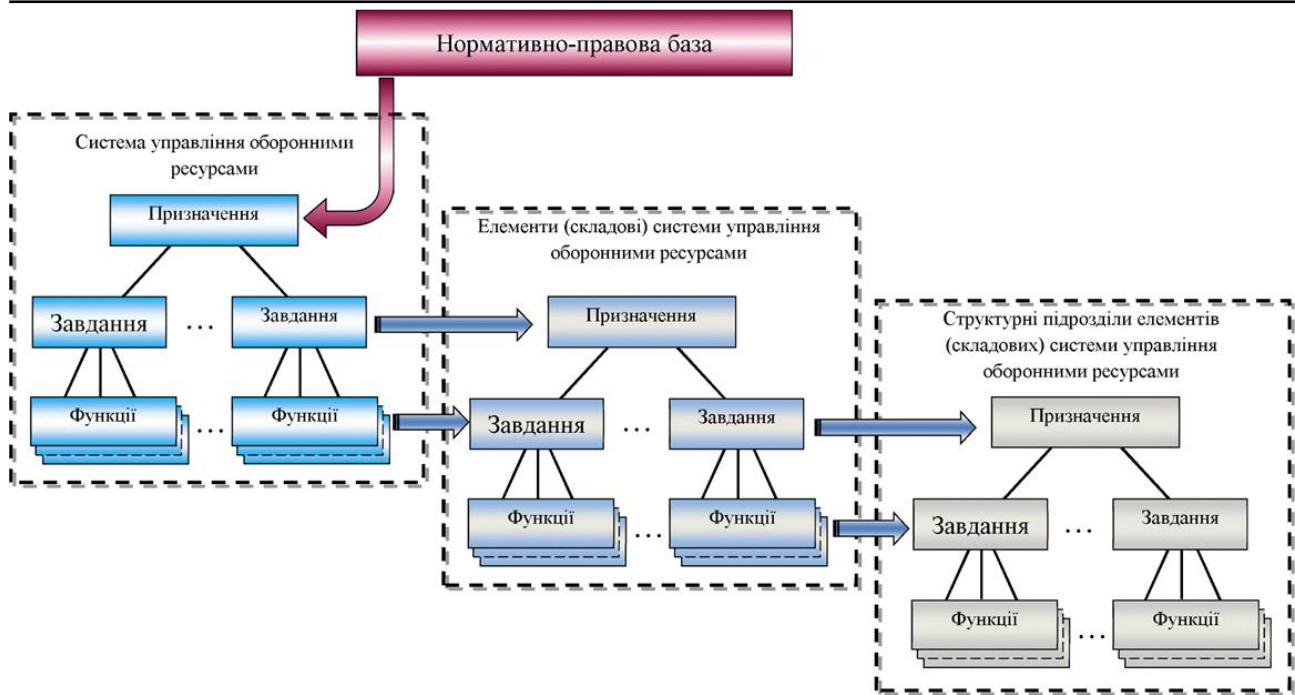 Нормативно-правова база
Система управління оборонними
ресурсами
Призначення
Завдання
...
Завдання
Функції
...
Функції
Елементи (складові) системи управління
оборонними ресурсами
Призначення
Завдання
...
Завдання
Функції
...
Функції
Структурні підрозділи елементів
(складових) системи управління
оборонними ресурсами
Призначення
Завдання
...
Завдання
Функції
...
Функції